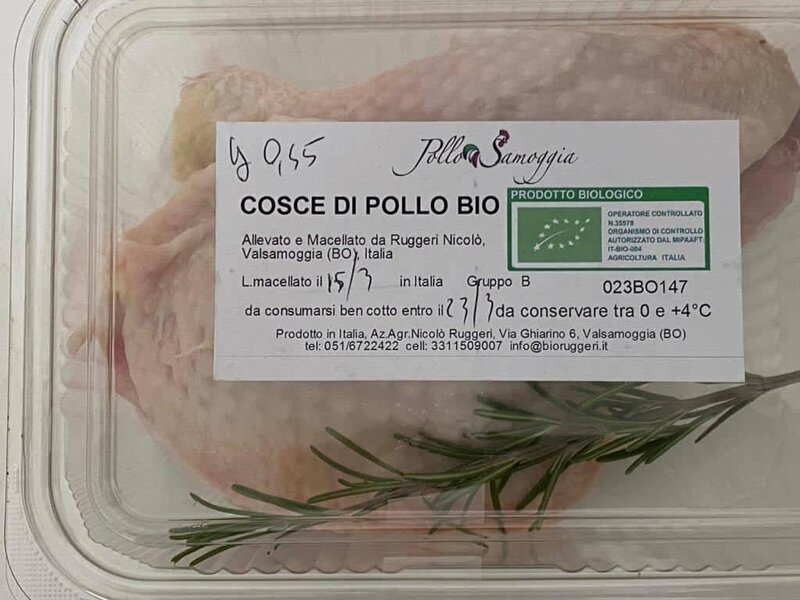 g 0,55
Pollo Samoggia
COSCE DI POLLO BIO
PRODOTTO BIOLOGICO
OPERATORE CONTROLLATO
N.35578
ORGANISMO DI CONTROLLO
AUTORIZZATO DAL MIPAAFT
IT-BIO-004
AGRICOLTURA ITALIA
Allevato e Macellato da Ruggeri Nicolò,
Valsamoggia (BO), Italia
L.macellato il 15/3 in Italia Gruppo B 023BO147
da consumarsi ben cotto entro il 23/3 da conservare tra 0 e +4°C
Prodotto in Italia, Az.Agr.Nicolò Ruggeri, Via Ghiarino 6, Valsamoggia (BO)
tel: 051/6722422 cell: 3311509007 info@bioruggeri.it